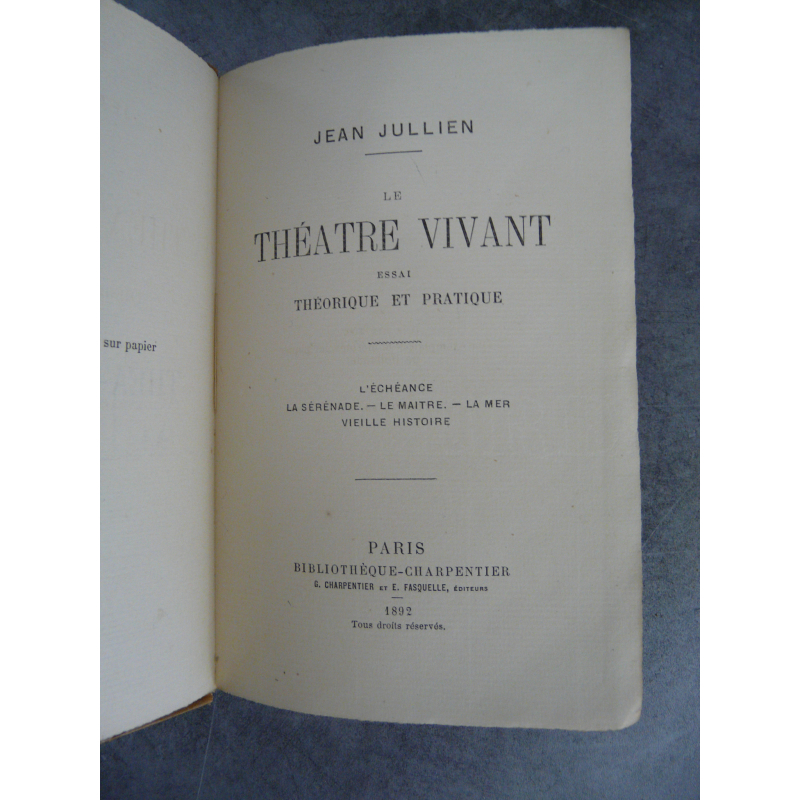 sur papier
JEAN JULLIEN
LE
THÉATRE VIVANT
ESSAI
THÉORIQUE ET PRATIQUE
L'ÉCHÉANCE
LA SÉRÉNADE. — LE MAITRE. — LA MER
VIEILLE HISTOIRE
PARIS
BIBLIOTHÈQUE-CHARPENTIER
G. CHARPENTIER ET E. FASQUELLE, ÉDITEURS
1892
Tous droits réservés.